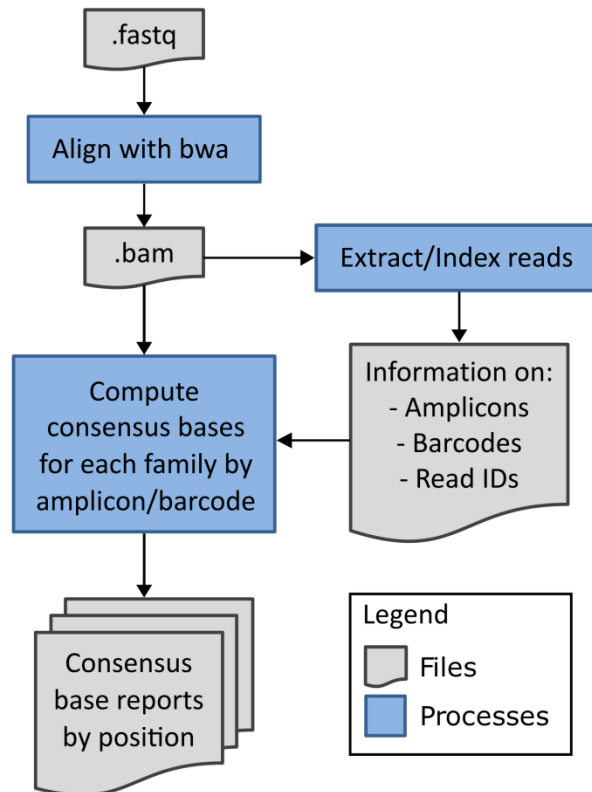 .fastq
Align with bwa
.bam
Extract/Index reads
Compute
consensus bases
for each family by
amplicon/barcode
Information on:
- Amplicons
- Barcodes
- Read IDs
Consensus
base reports
by position
Legend
Files
Processes